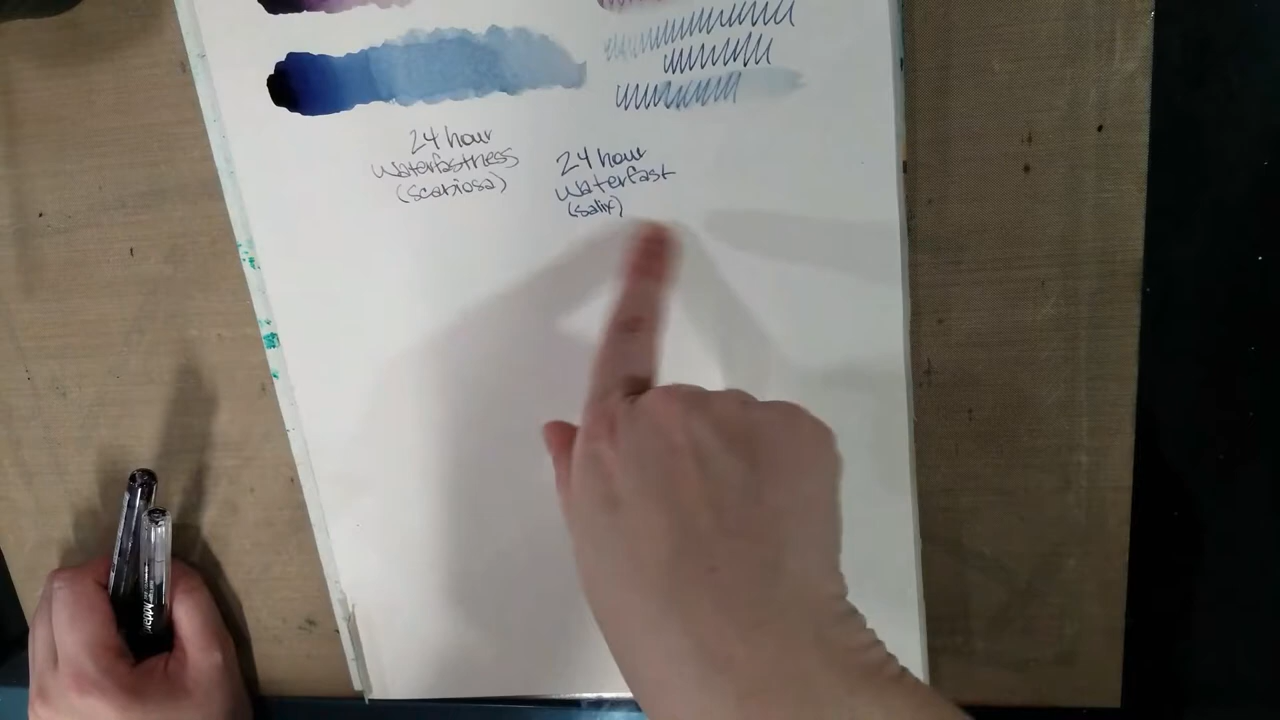 24 hour
Waterfastness
(scabiosa)
24 hour
Waterfast
(salix)